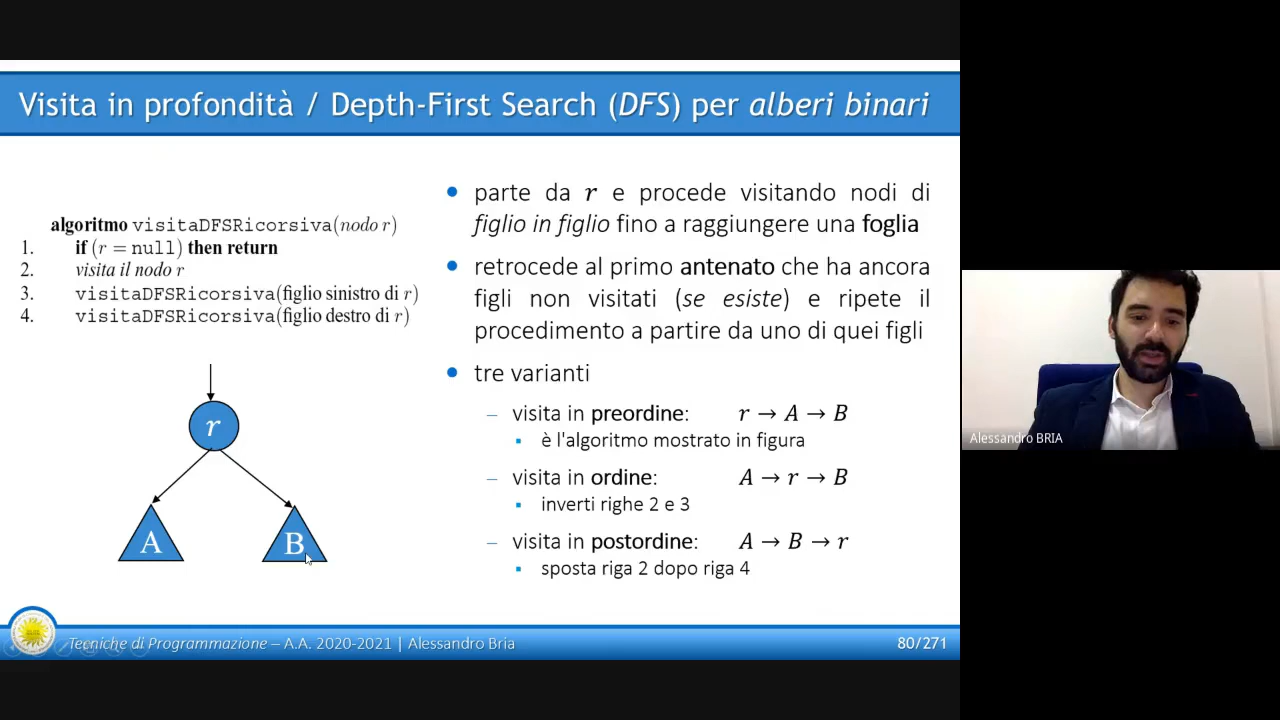 Visita in profondità / Depth-First Search (DFS) per alberi binari
algoritmo visitaDFSRicorsiva(nodo r)
1. if (r = null) then return
2. visita il nodo r
3. visitaDFSRicorsiva(figlio sinistro di r)
4. visitaDFSRicorsiva(figlio destro di r)
r
A
B
• parte da r e procede visitando nodi di
figlio in figlio fino a raggiungere una foglia
• retrocede al primo antenato che ha ancora
figli non visitati (se esiste) e ripete il
procedimento a partire da uno di quei figli
• tre varianti
– visita in preordine: r → A → B
▪ è l'algoritmo mostrato in figura
– visita in ordine: A → r → B
▪ inverti righe 2 e 3
– visita in postordine: A → B → r
▪ sposta riga 2 dopo riga 4
Alessandro BRIA
Tecniche di Programmazione – A.A. 2020-2021 | Alessandro Bria
80/271